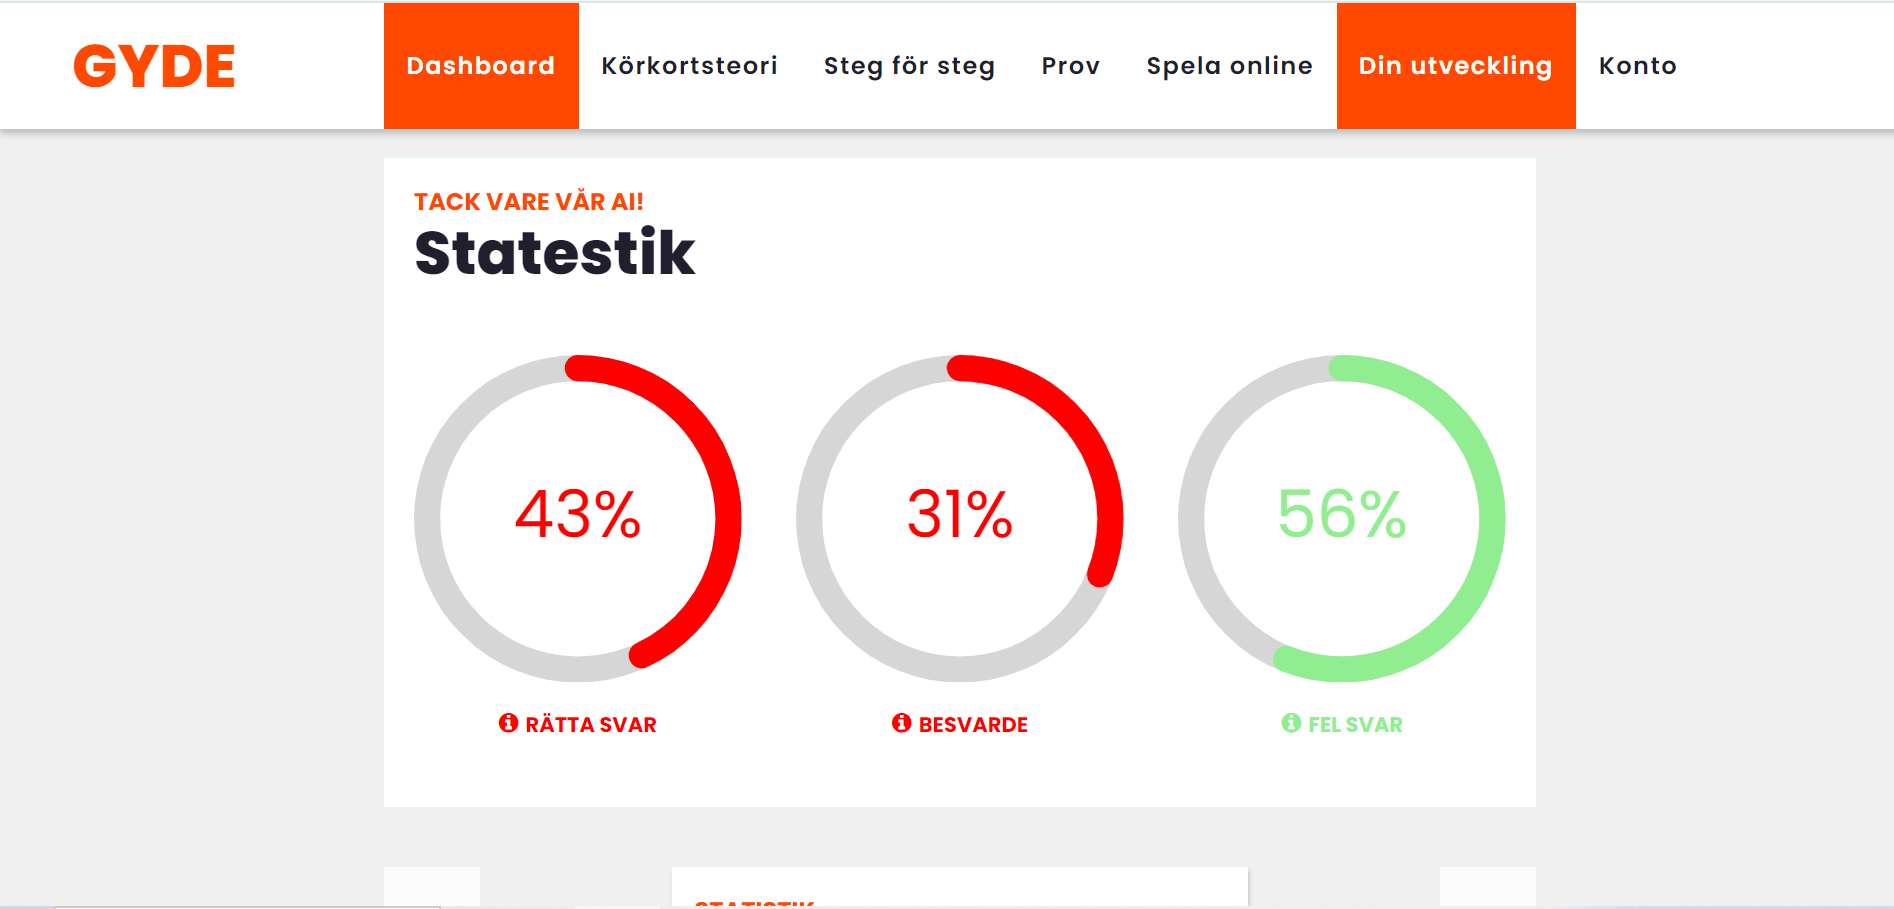 GYDE
Dashboard Körkortsteori Steg för steg Prov Spela online Din utveckling Konto
TACK VARE VÅR AI!
Statestik
43% 31% 56%
RÄTTA SVAR BESVARDE FEL SVAR
STATISTIK